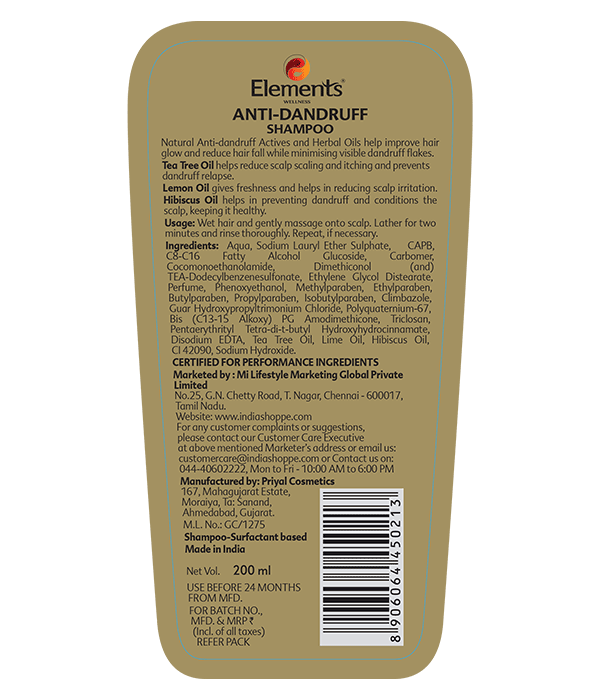 Elements®
WELLNESS
ANTI-DANDRUFF
SHAMPOO
Natural Anti-dandruff Actives and Herbal Oils help improve hair
glow and reduce hair fall while minimising visible dandruff flakes.
Tea Tree Oil helps reduce scalp scaling and itching and prevents
dandruff relapse.
Lemon Oil gives freshness and helps in reducing scalp irritation.
Hibiscus Oil helps in preventing dandruff and conditions the
scalp, keeping it healthy.
Usage: Wet hair and gently massage onto scalp. Lather for two
minutes and rinse thoroughly. Repeat, if necessary.
Ingredients: Aqua, Sodium Lauryl Ether Sulphate, CAPB,
C8-C16 Fatty Alcohol Glucoside, Carbomer,
Cocomonoethanolamide, Dimethiconol (and)
TEA-Dodecylbenzenesulfonate, Ethylene Glycol Distearate,
Perfume, Phenoxyethanol, Methylparaben, Ethylparaben,
Butylparaben, Propylparaben, Isobutylparaben, Climbazole,
Guar Hydroxypropyltrimonium Chloride, Polyquaternium-67,
Bis (C13-15 Alkoxy) PG Amodimethicone, Triclosan,
Pentaerythrityl Tetra-di-t-butyl Hydroxyhydrocinnamate,
Disodium EDTA, Tea Tree Oil, Lime Oil, Hibiscus Oil,
CI 42090, Sodium Hydroxide.
CERTIFIED FOR PERFORMANCE INGREDIENTS
Marketed by : Mi Lifestyle Marketing Global Private
Limited
No.25, G.N. Chetty Road, T. Nagar, Chennai - 600017,
Tamil Nadu.
Website: www.indiashoppe.com
For any customer complaints or suggestions,
please contact our Customer Care Executive
at above mentioned Marketer's address or email us:
customercare@indiashoppe.com or Contact us on:
044-40602222, Mon to Fri - 10:00 AM to 6:00 PM
Manufactured by: Priyal Cosmetics
167, Mahagujarat Estate,
Moraiya, Ta: Sanand,
Ahmedabad, Gujarat.
M.L. No.: GC/1275
Shampoo-Surfactant based
Made in India
Net Vol. 200 ml
USE BEFORE 24 MONTHS
FROM MFD.
FOR BATCH NO.,
MFD. & MRP ₹
(Incl. of all taxes)
REFER PACK
8 906064 450213